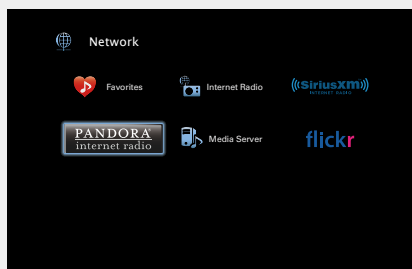 Network
Favorites
Internet Radio
((SiriusXM))
INTERNET RADIO
PANDORA®
internet radio
Media Server
flickr